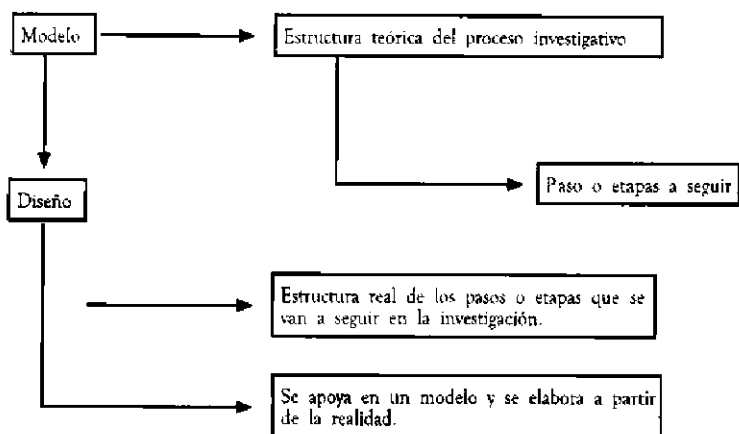 Modelo
Estructura teórica del proceso investigativo
Paso o etapas a seguir
Diseño
Estructura real de los pasos o etapas que se
van a seguir en la investigación.
Se apoya en un modelo y se elabora a partir
de la realidad.